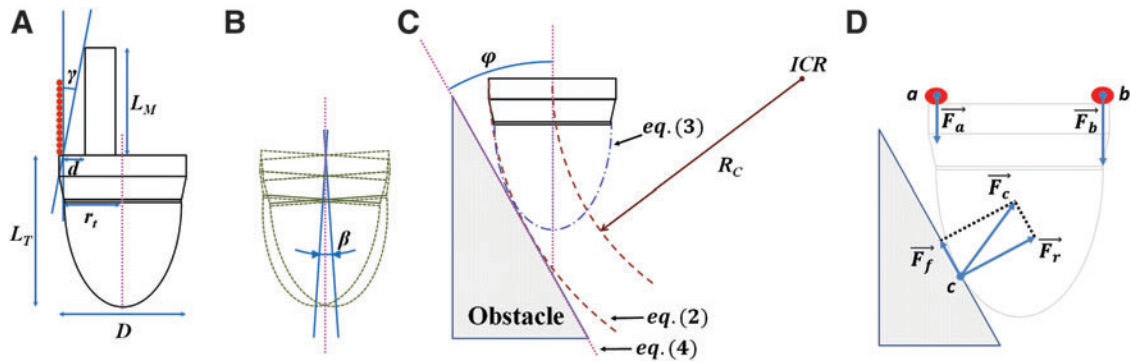 A
γ
L_M
d
r_t
L_T
D
B
β
C
φ
ICR
eq.(3)
R_C
Obstacle
eq.(2)
eq.(4)
D
a
b
F_a
F_b
F_c
F_f
F_r
c